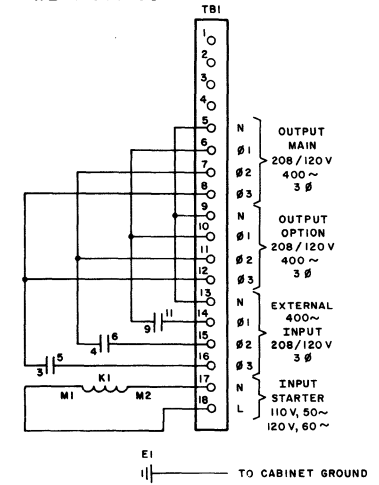 TB1
1
2
3
4
5 N
6 Ø1
7 Ø2
8 Ø3
OUTPUT
MAIN
208/120 V
400 ~
3 Ø
9 N
10 Ø1
11 Ø2
12 Ø3
OUTPUT
OPTION
208/120 V
400 ~
3 Ø
13 N
14 Ø1
15 Ø2
16 Ø3
EXTERNAL
400~
INPUT
208/120V
3 Ø
9 11
4 6
3 5
K1
M1 M2
17 N
18 L
INPUT
STARTER
110V, 50~
120V, 60~
E1
TO CABINET GROUND